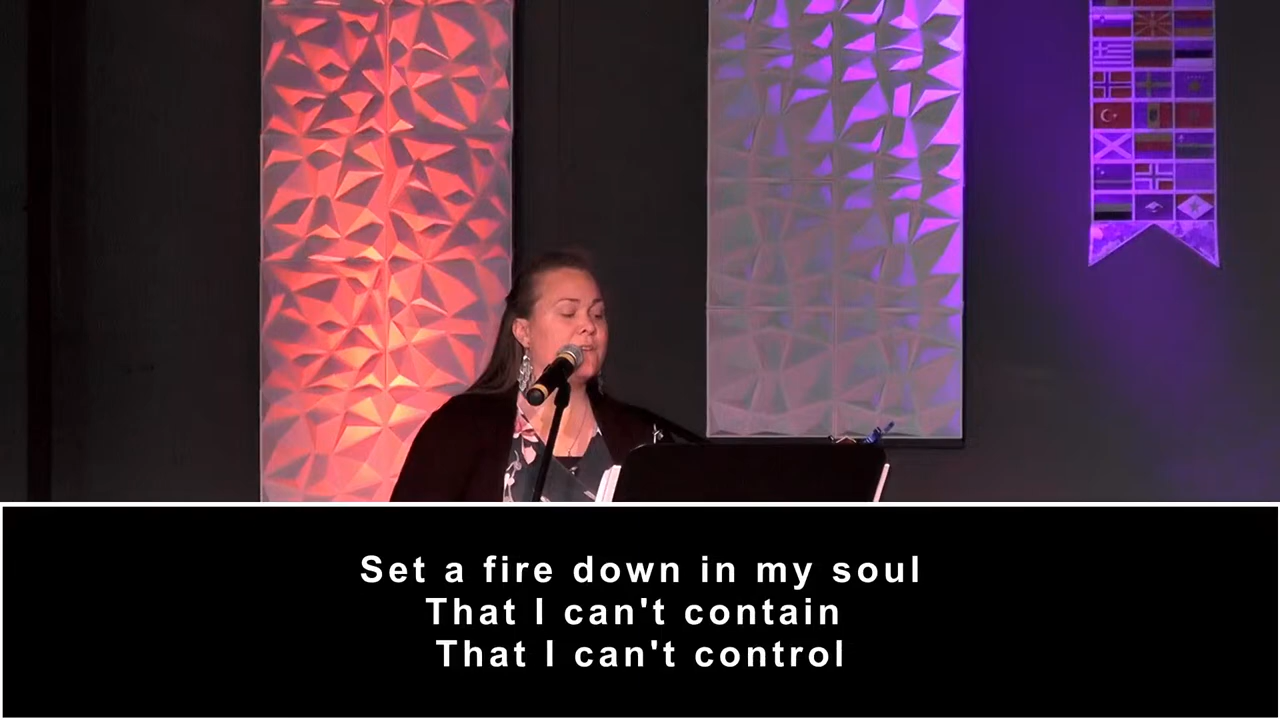 Set a fire down in my soul
That I can't contain
That I can't control